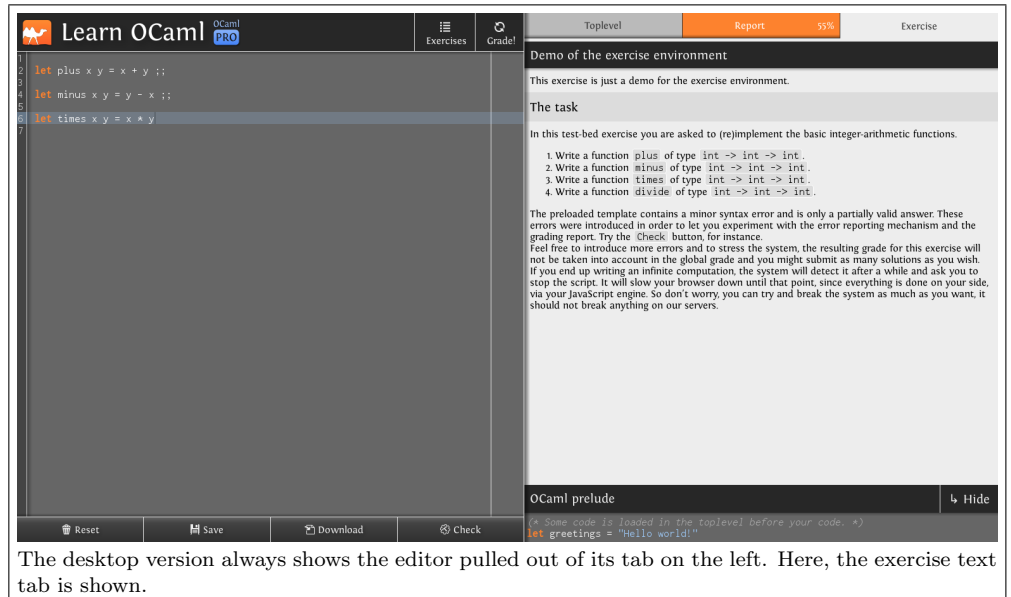 Learn OCaml OCaml PRO
Exercises
Grade!
1
2 let plus x y = x + y ;;
3
4 let minus x y = y - x ;;
5
6 let times x y = x * y
7
Reset
Save
Download
Check
Toplevel
Report 55%
Exercise
Demo of the exercise environment
This exercise is just a demo for the exercise environment.
The task
In this test-bed exercise you are asked to (re)implement the basic integer-arithmetic functions.
1. Write a function plus of type int -> int -> int.
2. Write a function minus of type int -> int -> int.
3. Write a function times of type int -> int -> int.
4. Write a function divide of type int -> int -> int.
The preloaded template contains a minor syntax error and is only a partially valid answer. These
errors were introduced in order to let you experiment with the error reporting mechanism and the
grading report. Try the Check button, for instance.
Feel free to introduce more errors and to stress the system, the resulting grade for this exercise will
not be taken into account in the global grade and you might submit as many solutions as you wish.
If you end up writing an infinite computation, the system will detect it after a while and ask you to
stop the script. It will slow your browser down until that point, since everything is done on your side,
via your JavaScript engine. So don't worry, you can try and break the system as much as you want, it
should not break anything on our servers.
OCaml prelude
↳ Hide
(* Some code is loaded in the toplevel before your code. *)
let greetings = "Hello world!"
The desktop version always shows the editor pulled out of its tab on the left. Here, the exercise text
tab is shown.